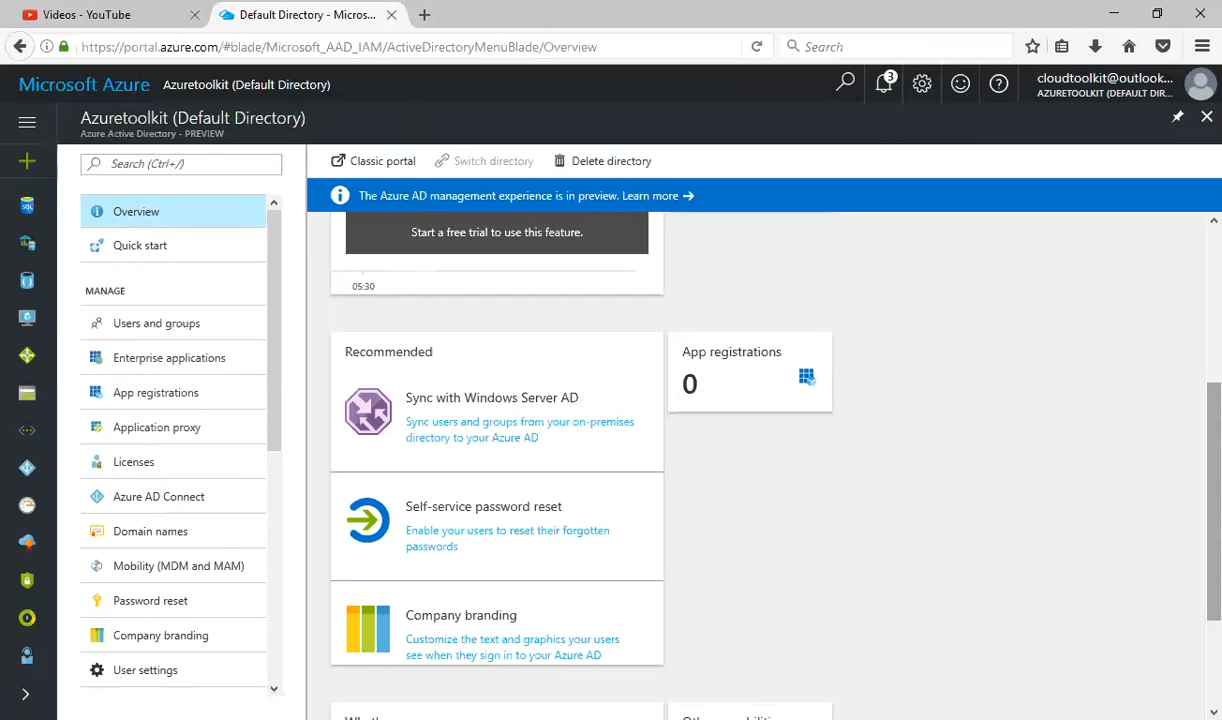 Videos - YouTube
Default Directory - Micros...
https://portal.azure.com/#blade/Microsoft_AAD_IAM/ActiveDirectoryMenuBlade/Overview
Search
Microsoft Azure
Azuretoolkit (Default Directory)
3
cloudtoolkit@outlook...
AZURETOOLKIT (DEFAULT DIR...
Azuretoolkit (Default Directory)
Azure Active Directory - PREVIEW
Search (Ctrl+/)
Overview
Quick start
MANAGE
Users and groups
Enterprise applications
App registrations
Application proxy
Licenses
Azure AD Connect
Domain names
Mobility (MDM and MAM)
Password reset
Company branding
User settings
Classic portal
Switch directory
Delete directory
The Azure AD management experience is in preview. Learn more →
Start a free trial to use this feature.
05:30
Recommended
Sync with Windows Server AD
Sync users and groups from your on-premises
directory to your Azure AD
Self-service password reset
Enable your users to reset their forgotten
passwords
Company branding
Customize the text and graphics your users
see when they sign in to your Azure AD
App registrations
0